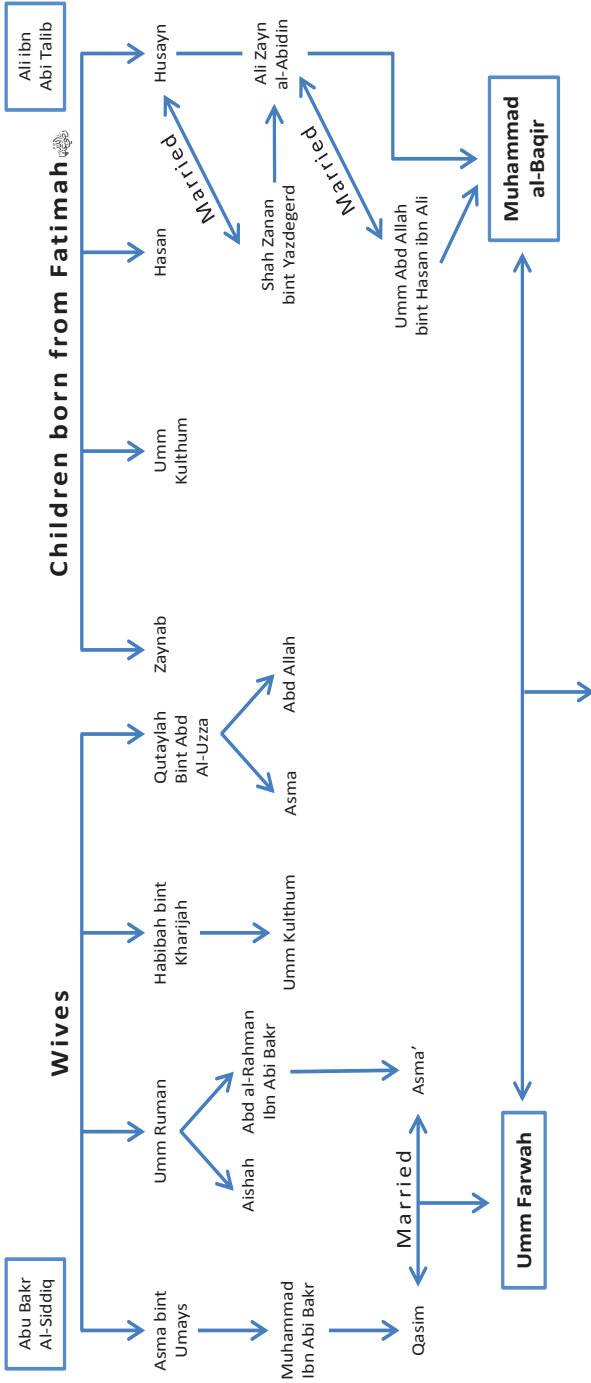 Abu Bakr
Al-Siddiq
Ali ibn
Abi Talib
Wives
Children born from Fatimah
Asma bint
Umays
Umm Ruman
Habibah bint
Kharijah
Qutaylah
Bint Abd
Al-Uzza
Zaynab
Umm
Kulthum
Hasan
Husayn
Married
Muhammad
Ibn Abi Bakr
Aishah
Abd al-Rahman
Ibn Abi Bakr
Umm Kulthum
Asma
Abd Allah
Shah Zanan
bint Yazdegerd
Ali Zayn
al-Abidin
Married
Qasim
Married
Asma’
Umm Abd Allah
bint Hasan ibn Ali
Umm Farwah
Muhammad
al-Baqir